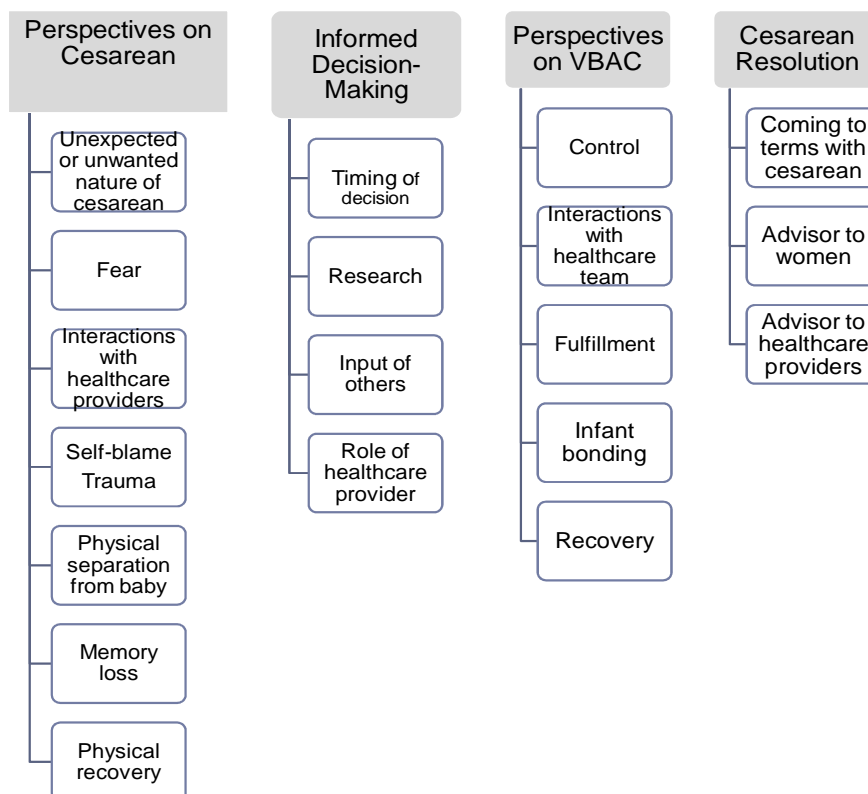 Perspectives on
Cesarean
Unexpected
or unwanted
nature of
cesarean
Fear
Interactions
with
healthcare
providers
Self-blame
Trauma
Physical
separation
from baby
Memory
loss
Physical
recovery
Informed
Decision-
Making
Timing of
decision
Research
Input of
others
Role of
healthcare
provider
Perspectives
on VBAC
Control
Interactions
with
healthcare
team
Fulfillment
Infant
bonding
Recovery
Cesarean
Resolution
Coming to
terms with
cesarean
Advisor to
women
Advisor to
healthcare
providers